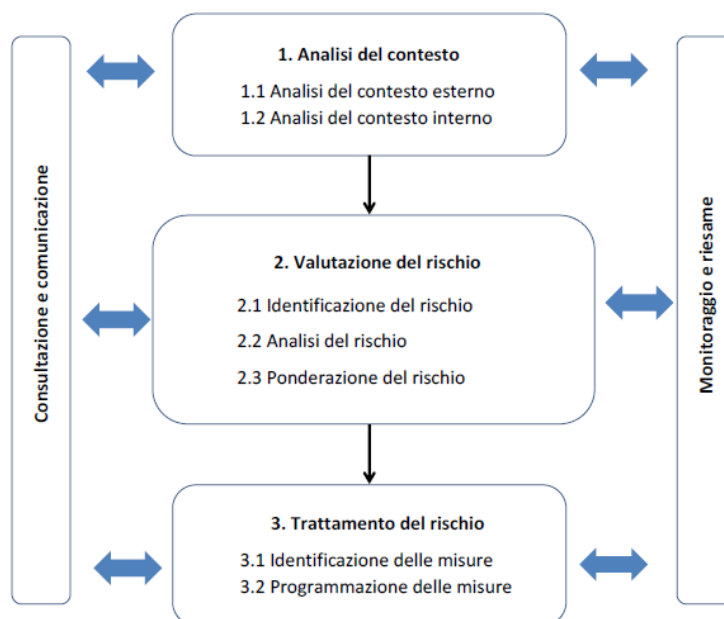 Consultazione e comunicazione
1. Analisi del contesto
1.1 Analisi del contesto esterno
1.2 Analisi del contesto interno
2. Valutazione del rischio
2.1 Identificazione del rischio
2.2 Analisi del rischio
2.3 Ponderazione del rischio
3. Trattamento del rischio
3.1 Identificazione delle misure
3.2 Programmazione delle misure
Monitoraggio e riesame